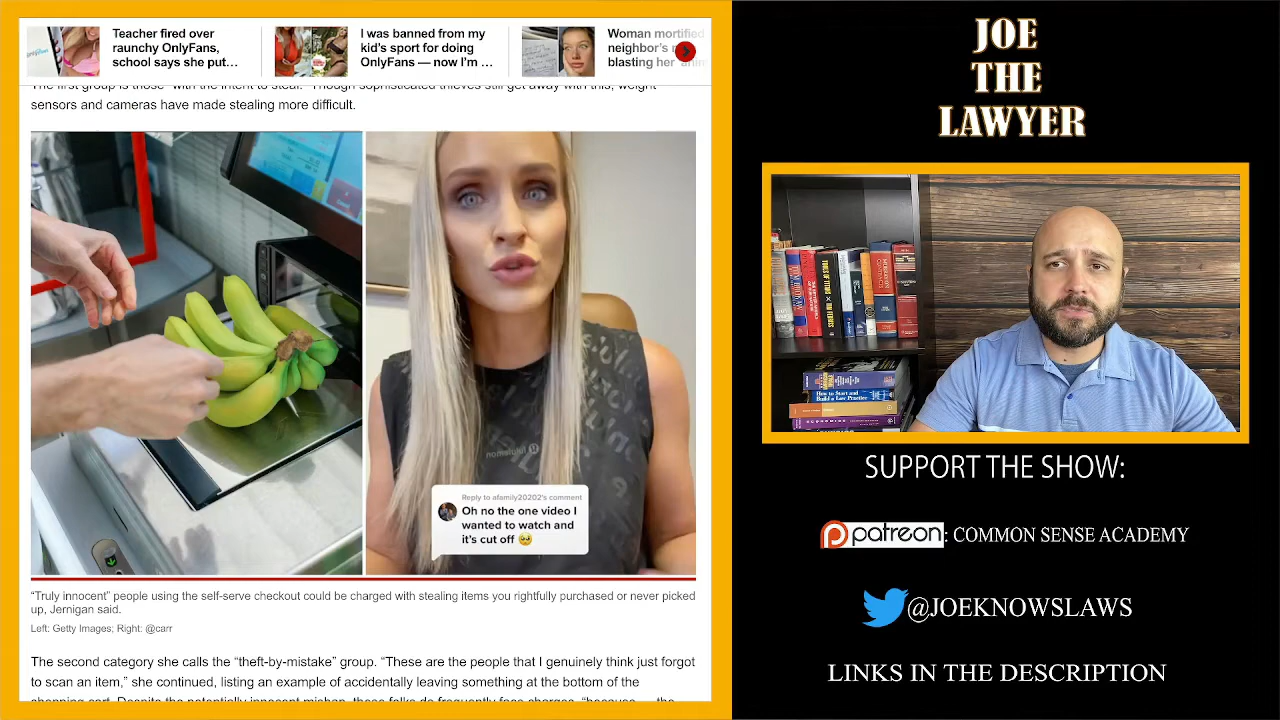 Teacher fired over
raunchy OnlyFans,
school says she put...
I was banned from my
kid's sport for doing
OnlyFans — now I'm ...
Woman mortified
neighbor's
blasting her
The first group is those "with the intent to steal." Though sophisticated thieves still get away with this, weight
sensors and cameras have made stealing more difficult.
lululemon
Reply to afamily20202's comment
Oh no the one video I
wanted to watch and
it's cut off 🥺
"Truly innocent" people using the self-serve checkout could be charged with stealing items you rightfully purchased or never picked
up, Jernigan said.
Left: Getty Images; Right: @carr
The second category she calls the "theft-by-mistake" group. "These are the people that I genuinely think just forgot
to scan an item," she continued, listing an example of accidentally leaving something at the bottom of the
shopping cart. Despite the potentially innocent mishap, these folks do frequently face charges, "because
JOE
THE
LAWYER
How to Start and
Build a Law Practice
SUPPORT THE SHOW:
patreon: COMMON SENSE ACADEMY
@JOEKNOWSLAWS
LINKS IN THE DESCRIPTION